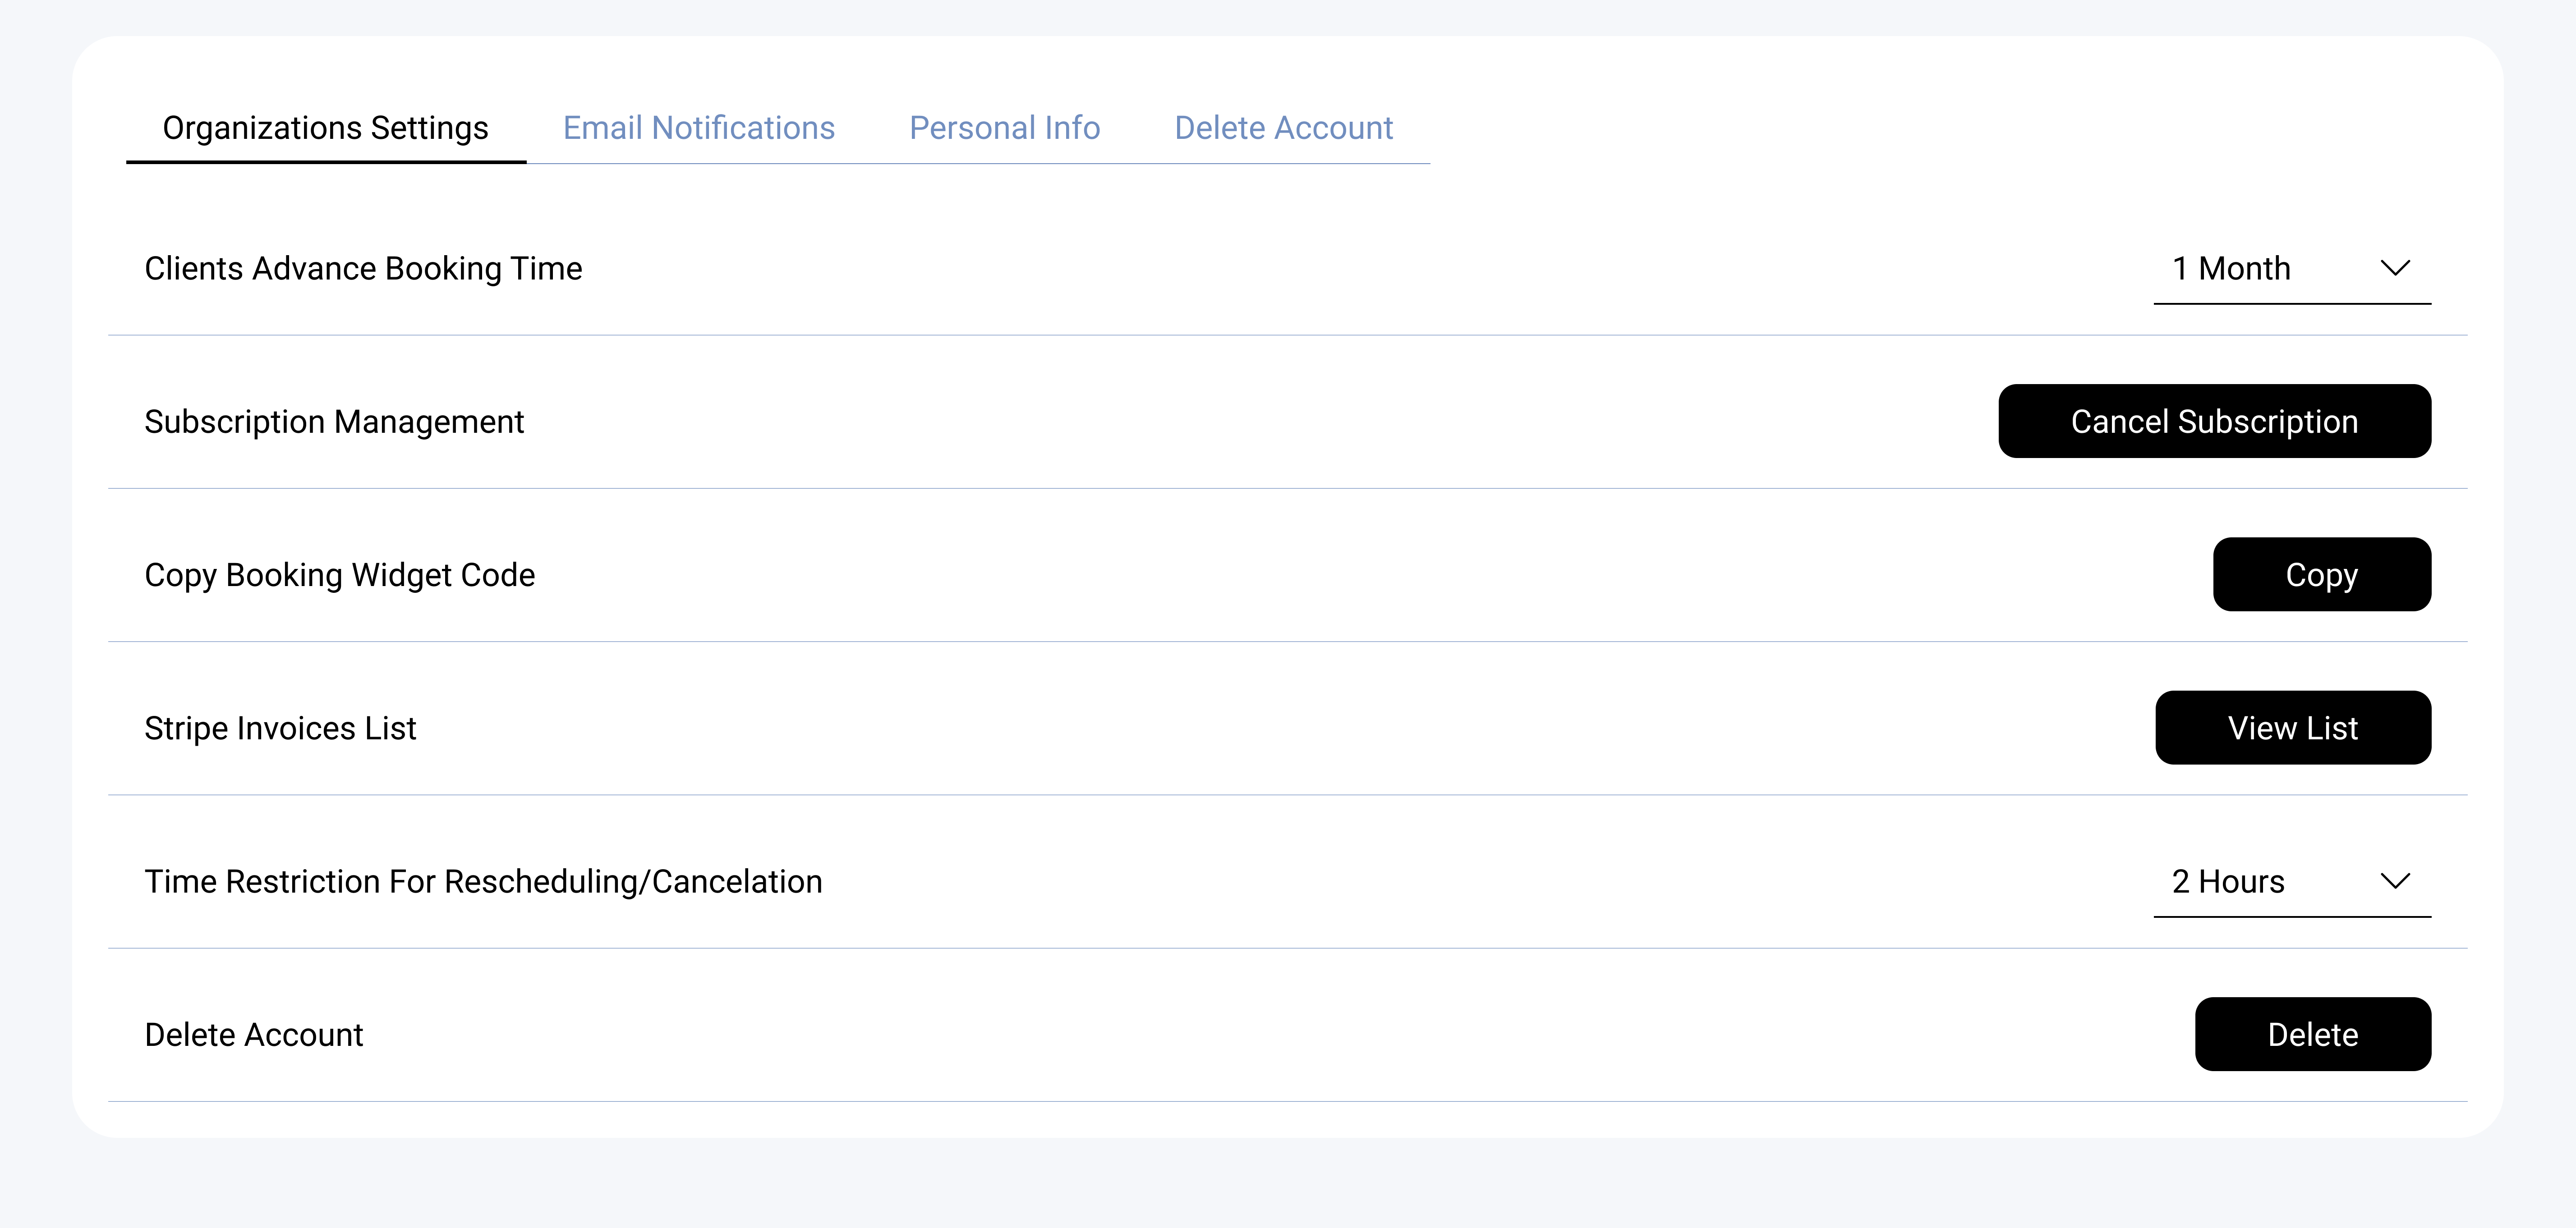 Organizations Settings Email Notifications Personal Info Delete Account
Clients Advance Booking Time 1 Month
Subscription Management Cancel Subscription
Copy Booking Widget Code Copy
Stripe Invoices List View List
Time Restriction For Rescheduling/Cancelation 2 Hours
Delete Account Delete